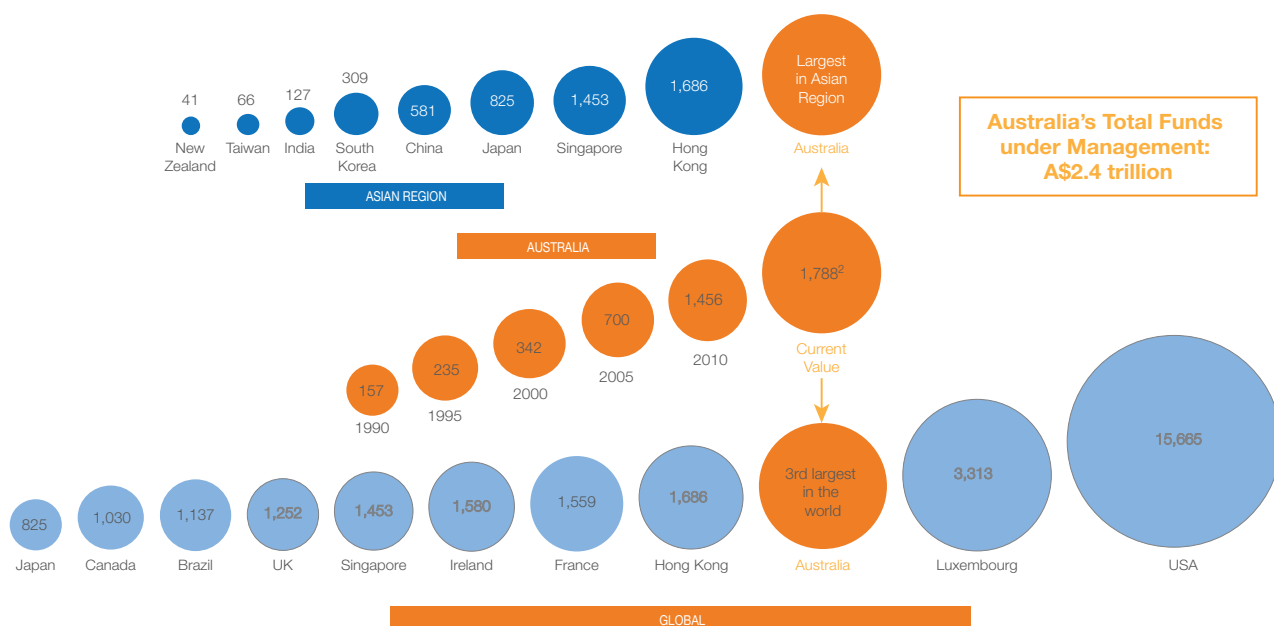 309
41
66
127
581
825
1,453
1,686
Largest
in Asian
Region
New
Zealand
Taiwan
India
South
Korea
China
Japan
Singapore
Hong
Kong
Australia
Australia's Total Funds
under Management:
A$2.4 trillion
ASIAN REGION
AUSTRALIA
157
235
342
700
1,456
1,788²
1990
1995
2000
2005
2010
Current
Value
825
1,030
1,137
1,252
1,453
1,580
1,559
1,686
3rd largest
in the
world
3,313
15,665
Japan
Canada
Brazil
UK
Singapore
Ireland
France
Hong Kong
Australia
Luxembourg
USA
GLOBAL